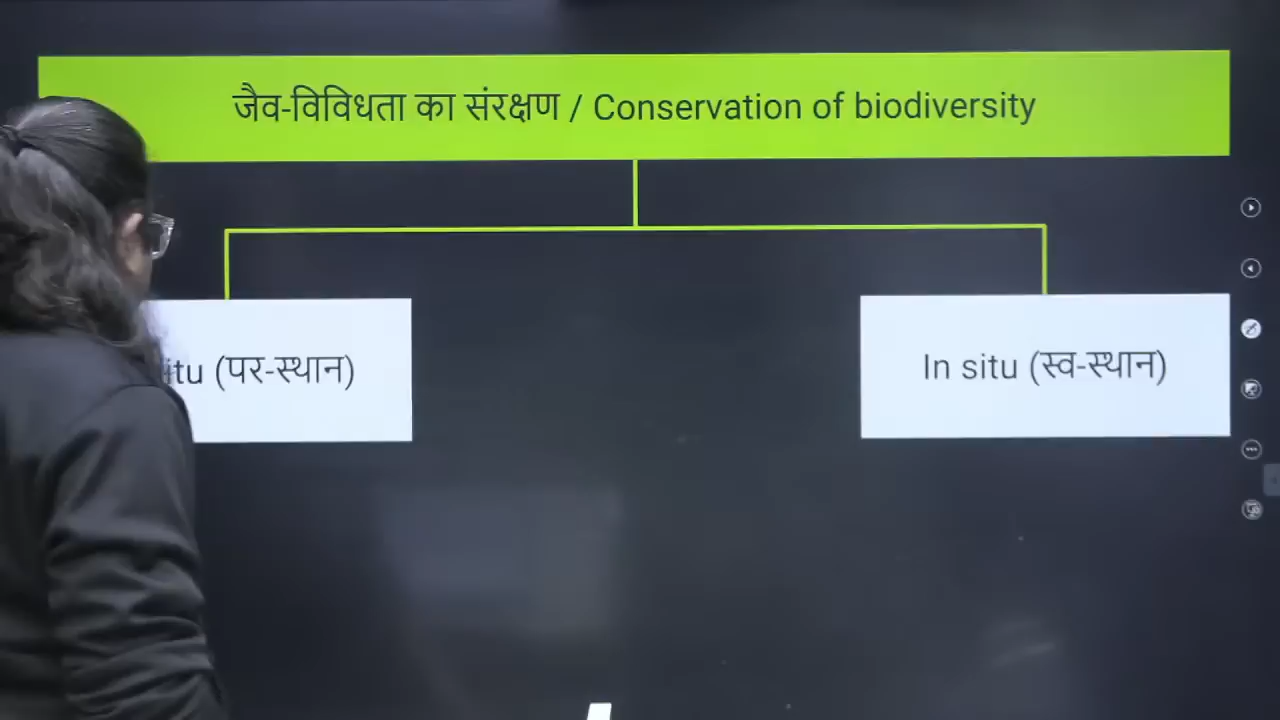 जैव-विविधता का संरक्षण / Conservation of biodiversity
itu (पर-स्थान)
In situ (स्व-स्थान)